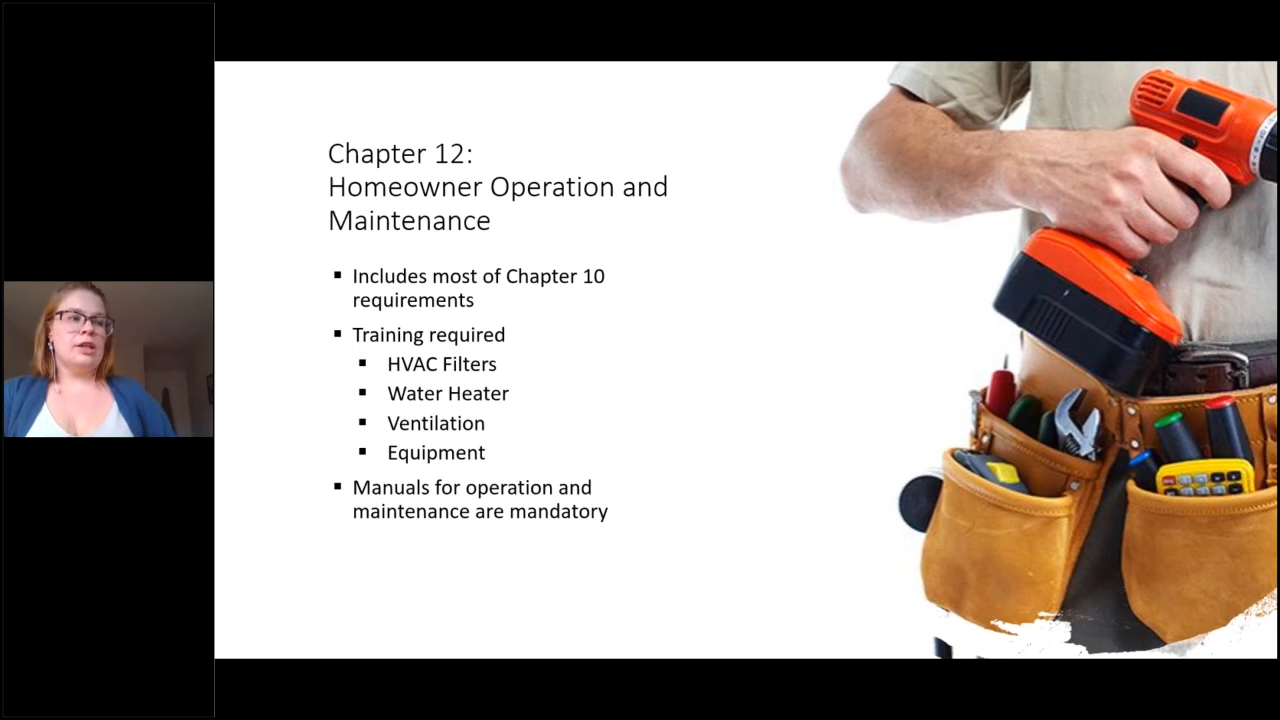 Chapter 12:
Homeowner Operation and
Maintenance
▪ Includes most of Chapter 10
requirements
▪ Training required
▪ HVAC Filters
▪ Water Heater
▪ Ventilation
▪ Equipment
▪ Manuals for operation and
maintenance are mandatory